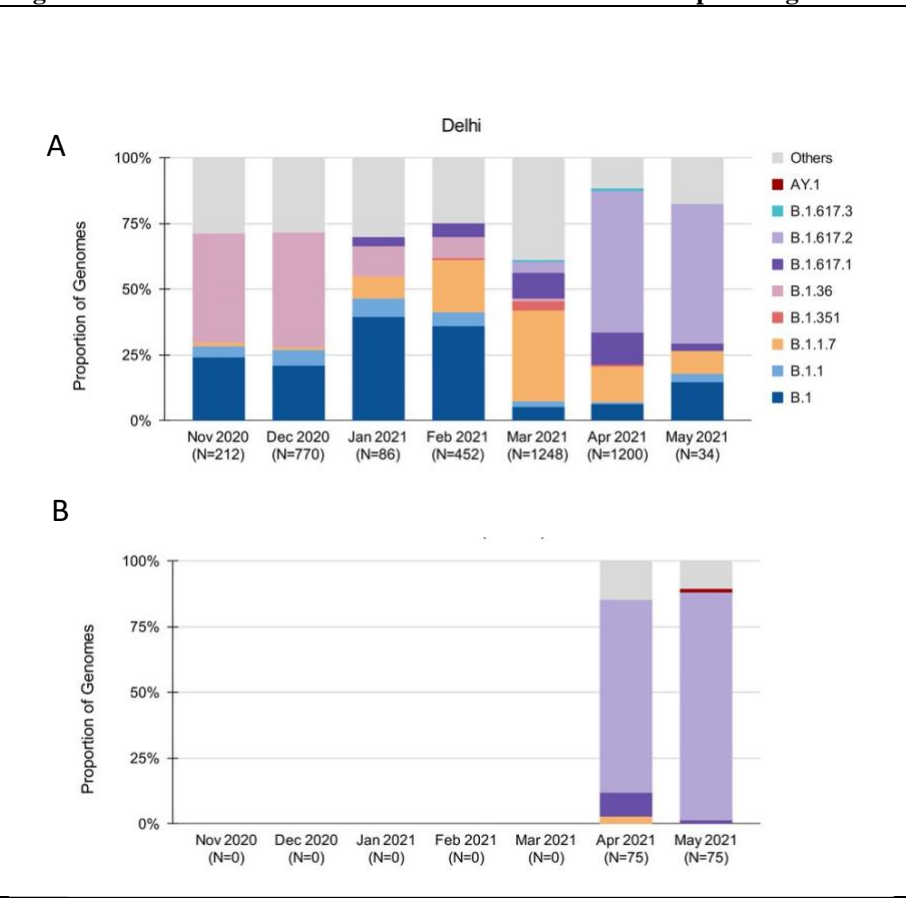 A
Delhi
100%
75%
50%
25%
0%
Proportion of Genomes
Nov 2020 Dec 2020 Jan 2021 Feb 2021 Mar 2021 Apr 2021 May 2021
(N=212) (N=770) (N=86) (N=452) (N=1248) (N=1200) (N=34)
Others
AY.1
B.1.617.3
B.1.617.2
B.1.617.1
B.1.36
B.1.351
B.1.1.7
B.1.1
B.1
B
100%
75%
50%
25%
0%
Proportion of Genomes
Nov 2020 Dec 2020 Jan 2021 Feb 2021 Mar 2021 Apr 2021 May 2021
(N=0) (N=0) (N=0) (N=0) (N=0) (N=75) (N=75)